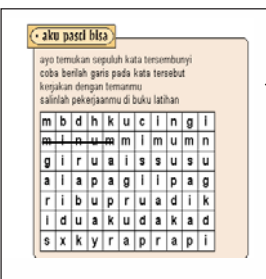 • aku pasti bisa
ayo temukan sepuluh kata tersembunyi
coba berilah garis pada kata tersebut
kerjakan dengan temanmu
salinlah pekerjaanmu di buku latihan
m b d h k u c i n g i
m i n u m m i m u m n
g i r u a i s s u s u
a i a p a g i i p a g
r i b u p r u a d i k
i d u a k u d a k a d
s x k y r a p r a p i